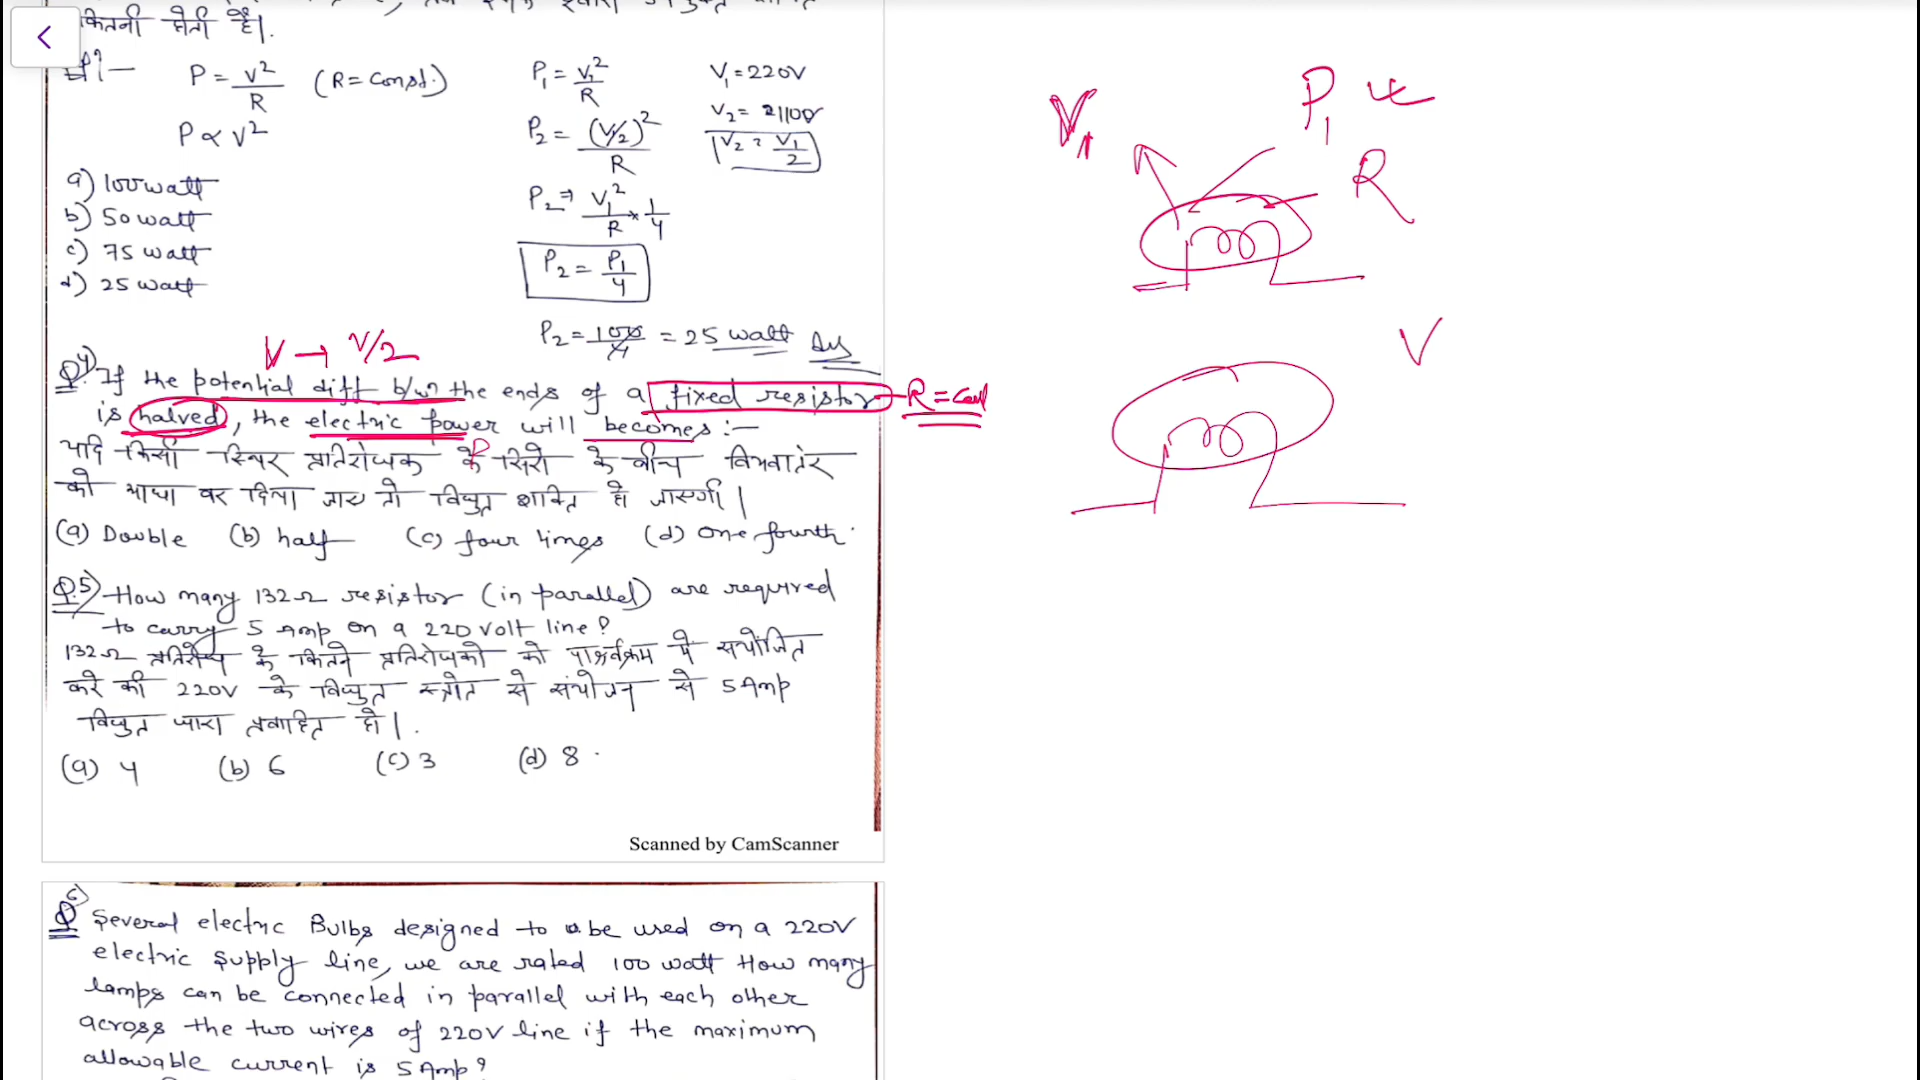 कितनी होती है।
P = V²/R (R = Const.)
P ∝ V²
a) 100 watt
b) 50 watt
c) 75 watt
d) 25 watt
P₁ = V₁²/R
P₂ = (V/2)²/R
P₂ ⇒ V₁²/R × 1/4
P₂ = P₁/4
P₂ = 100/4 = 25 watt Ans
V₁ = 220V
V₂ = V₁/2
V → V/2
Q.4) If the potential diff b/w the ends of a fixed resistor R = const
is halved, the electric power will becomes :-
यदि किसी स्थिर प्रतिरोधक के सिरो के बीच विभवांतर
को आधा कर दिया जाए तो विद्युत शक्ति हो जाएगी।
(a) Double (b) half (c) four times (d) one fourth.
Q.5) How many 132Ω resistor (in parallel) are required
to carry 5 Amp on a 220 Volt line?
132Ω प्रतिरोध के कितने प्रतिरोधको को पार्श्वक्रम में संयोजित
करे की 220V के विद्युत स्त्रोत से संयोजन से 5 Amp
विद्युत धारा प्रवाहित हो।.
(a) 4 (b) 6 (c) 3 (d) 8.
Scanned by CamScanner
Q6) Several electric Bulbs designed to be used on a 220V
electric supply line, we are rated 100 watt How many
lamps can be connected in parallel with each other
across the two wires of 220V line if the maximum
allowable current is 5 Amp?
V₁
P₁
R
V